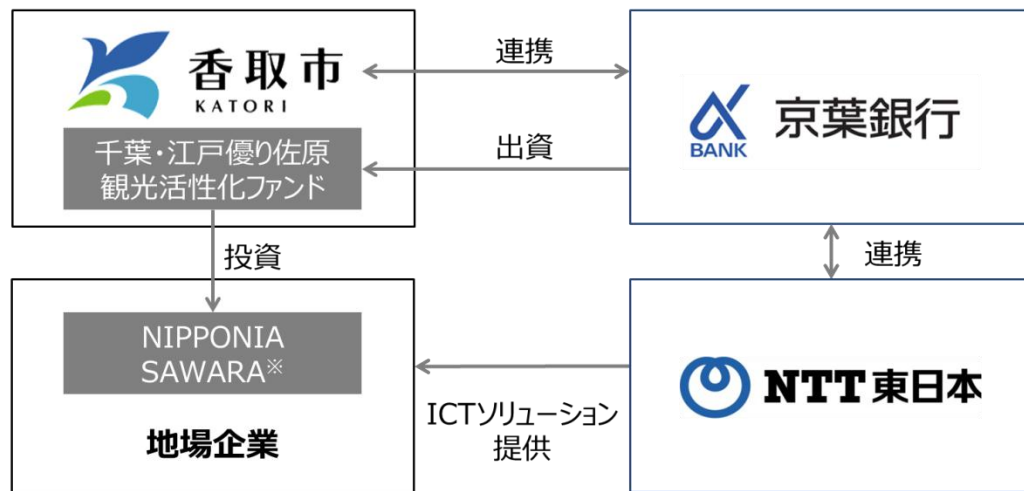 香取市
KATORI
千葉・江戸優り佐原
観光活性化ファンド
連携
出資
α
BANK
京葉銀行
投資
連携
NIPPONIA
SAWARA※
地場企業
ICTソリューション
提供
NTT東日本